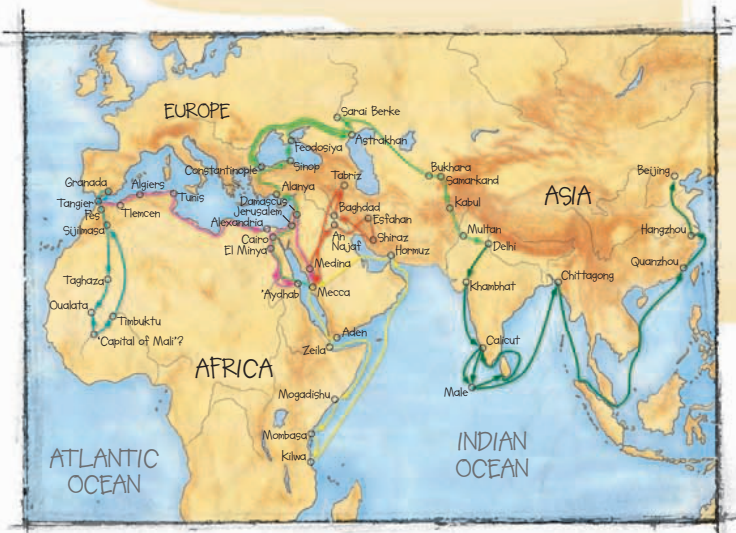 EUROPE
Sarai Berke
Astrakhan
Feodosiya
Constantinople
Sinop
Tabriz
Bukhara
Samarkand
ASIA
Beijing
Granada
Algiers
Tangier
Fes
Tlemcen
Tunis
Sijilmasa
Alanya
Damascus
Jerusalem
Alexandria
Cairo
El Minya
Baghdad
Esfahan
An
Najaf
Shiraz
Hormuz
Kabul
Multan
Delhi
Hangzhou
Quanzhou
Medina
Mecca
'Aydhab
Khambhat
Chittagong
Taghaza
Oualata
Timbuktu
'Capital of Mali'?
Aden
Zeila
Calicut
Male
AFRICA
Mogadishu
Mombasa
Kilwa
ATLANTIC
OCEAN
INDIAN
OCEAN